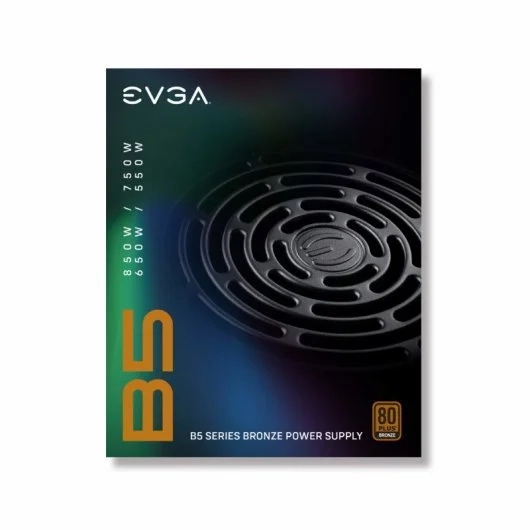 EVGA
850W / 750W
650W / 550W
B5
B5 SERIES BRONZE POWER SUPPLY
80
PLUS
BRONZE